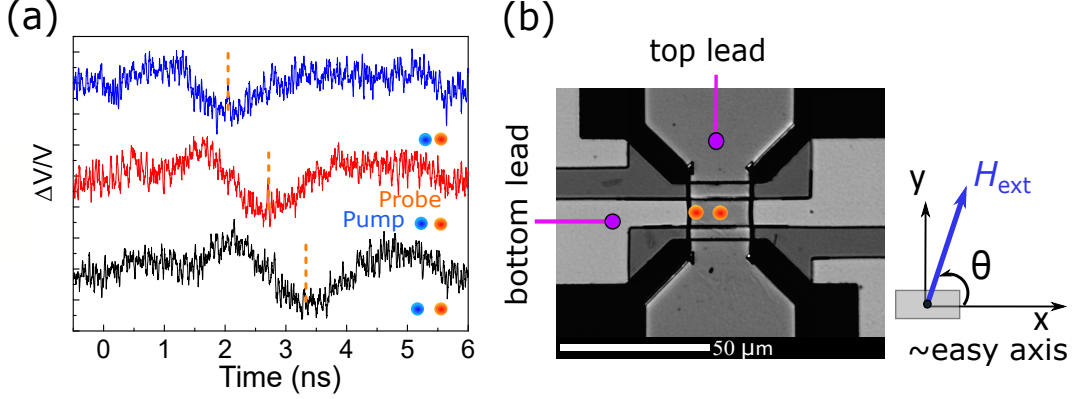 (a)
ΔV/V
Probe
Pump
0 1 2 3 4 5 6
Time (ns)
(b)
top lead
bottom lead
50 µm
y
H_ext
θ
x
~easy axis